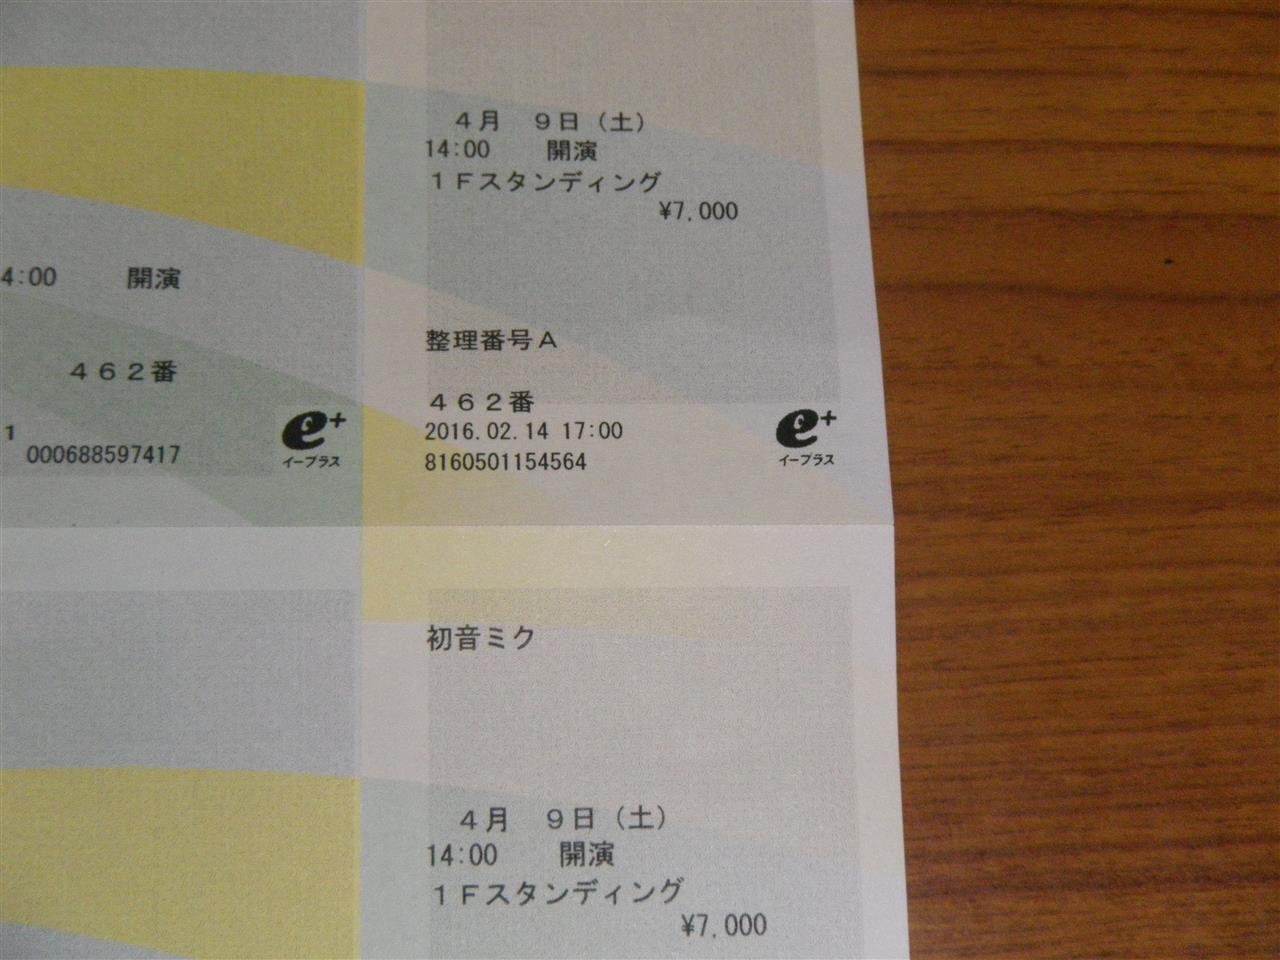 4:00 開演
462番
1
000688597417
e+
イープラス
4月 9日(土)
14:00 開演
1Fスタンディング
¥7,000
整理番号A
462番
2016.02.14 17:00
8160501154564
e+
イープラス
初音ミク
4月 9日(土)
14:00 開演
1Fスタンディング
¥7,000